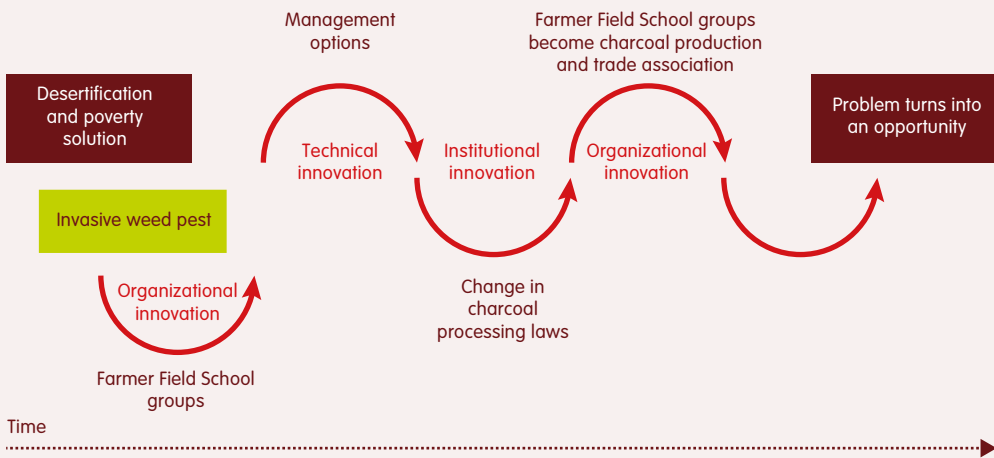 Management
options
Farmer Field School groups
become charcoal production
and trade association
Desertification
and poverty
solution
Problem turns into
an opportunity
Technical
innovation
Institutional
innovation
Organizational
innovation
Invasive weed pest
Organizational
innovation
Change in
charcoal
processing laws
Farmer Field School
groups
Time